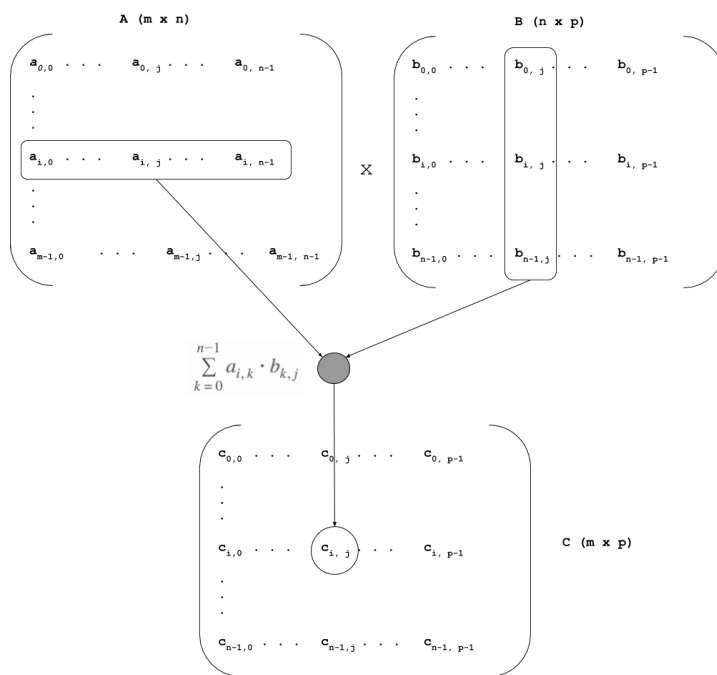 A (m x n) B (n x p)
a0,0 . . . a0, j . . . a0, n-1
b0,0 . . . b0, j . . . b0, p-1
.
.
.
.
.
.
ai,0 . . . ai, j . . . ai, n-1
X
bi,0 . . . bi, j . . . bi, p-1
.
.
.
.
.
.
am-1,0 . . . am-1,j . . . am-1, n-1
bn-1,0 . . . bn-1,j . . . bn-1, p-1
n−1
∑ ai,k · bk,j
k = 0
c0,0 . . . c0, j . . . c0, p-1
.
.
.
ci,0 . . . ci, j . . . ci, p-1
C (m x p)
.
.
.
cn-1,0 . . . cn-1,j . . . cn-1, p-1